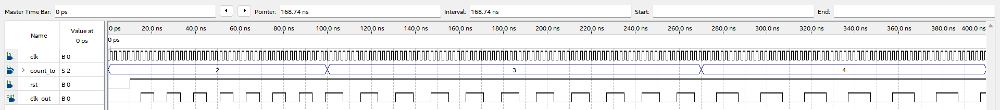 Master Time Bar: 0 ps Pointer: 168.74 ns Interval: 168.74 ns Start: End:
Name Value at 0 ps
0 ps 20.0 ns 40.0 ns 60.0 ns 80.0 ns 100.0 ns 120.0 ns 140.0 ns 160.0 ns 180.0 ns 200.0 ns 220.0 ns 240.0 ns 260.0 ns 280.0 ns 300.0 ns 320.0 ns 340.0 ns 360.0 ns 380.0 ns 400.0 ns
0 ps
in clk B 0
in > count_to S 2 2 3 4
in rst B 0
out clk_out B 0